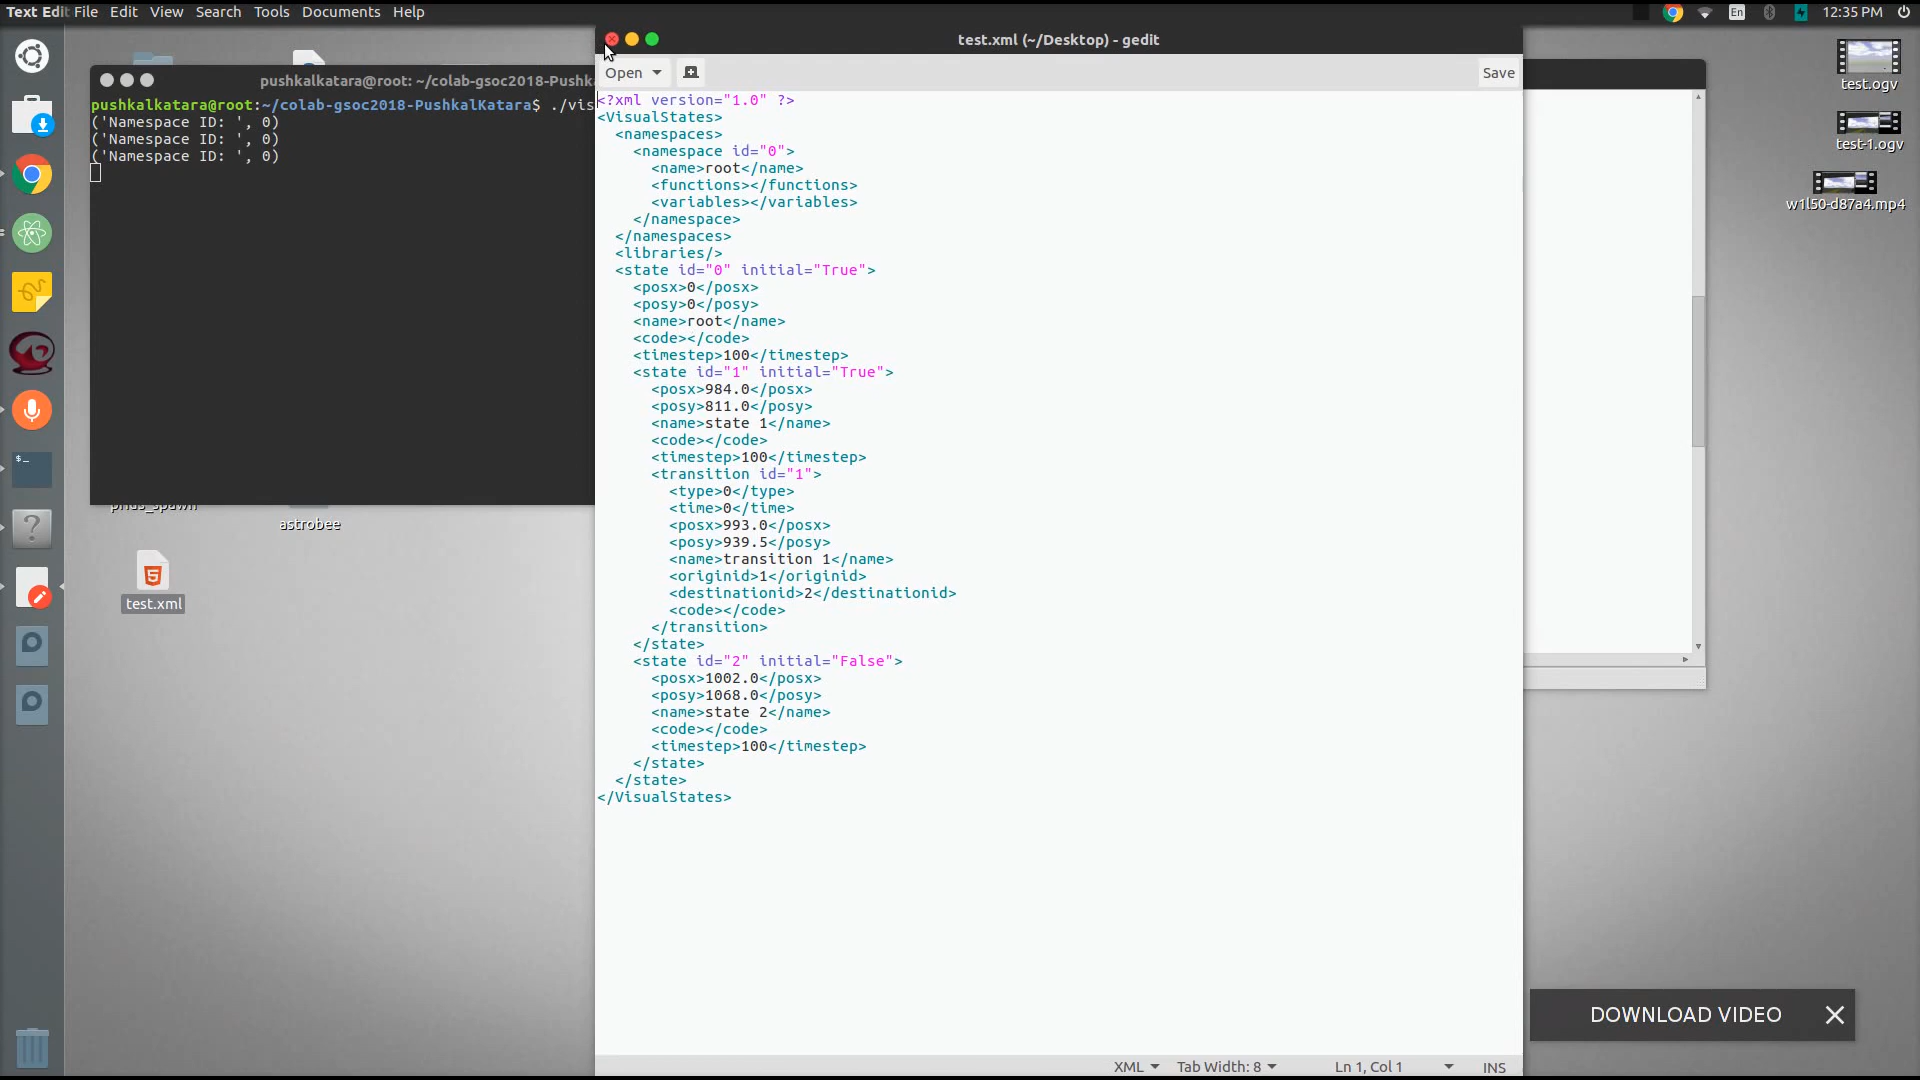 Text Edit File Edit View Search Tools Documents Help
En 12:35 PM
test.xml (~/Desktop) - gedit
Open Save
pushkalkatara@root: ~/colab-gsoc2018-Pushk
pushkalkatara@root:~/colab-gsoc2018-PushkalKatara$ ./vis
('Namespace ID: ', 0)
('Namespace ID: ', 0)
('Namespace ID: ', 0)
<?xml version="1.0" ?>
<VisualStates>
  <namespaces>
    <namespace id="0">
      <name>root</name>
      <functions></functions>
      <variables></variables>
    </namespace>
  </namespaces>
  <libraries/>
  <state id="0" initial="True">
    <posx>0</posx>
    <posy>0</posy>
    <name>root</name>
    <code></code>
    <timestep>100</timestep>
    <state id="1" initial="True">
      <posx>984.0</posx>
      <posy>811.0</posy>
      <name>state 1</name>
      <code></code>
      <timestep>100</timestep>
      <transition id="1">
        <type>0</type>
        <time>0</time>
        <posx>993.0</posx>
        <posy>939.5</posy>
        <name>transition 1</name>
        <originid>1</originid>
        <destinationid>2</destinationid>
        <code></code>
      </transition>
    </state>
    <state id="2" initial="False">
      <posx>1002.0</posx>
      <posy>1068.0</posy>
      <name>state 2</name>
      <code></code>
      <timestep>100</timestep>
    </state>
  </state>
</VisualStates>
test.ogv
test-1.ogv
w1l50-d87a4.mp4
astrobee
test.xml
DOWNLOAD VIDEO
XML Tab Width: 8 Ln 1, Col 1 INS